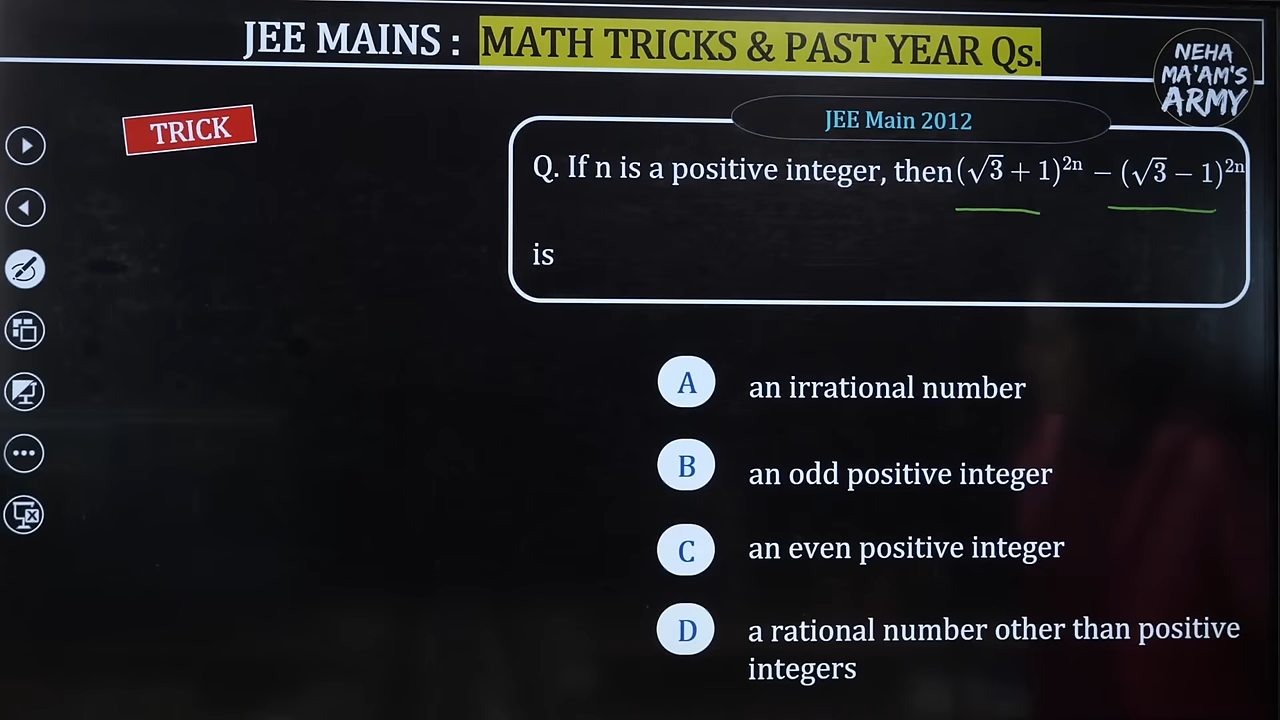 JEE MAINS : MATH TRICKS & PAST YEAR Qs.
NEHA
MA'AM'S
ARMY
TRICK
JEE Main 2012
Q. If n is a positive integer, then (√3 + 1)²ⁿ − (√3 − 1)²ⁿ
is
A an irrational number
B an odd positive integer
C an even positive integer
D a rational number other than positive
integers